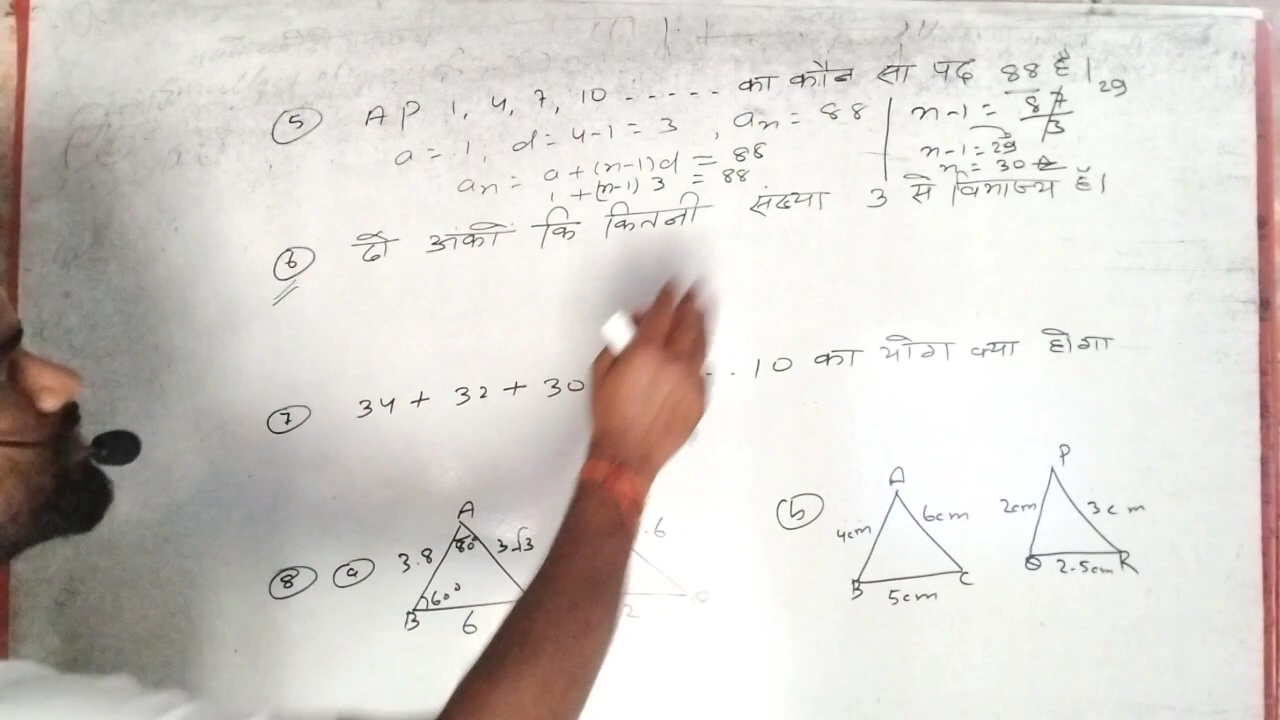 ⑤ AP 1, 4, 7, 10 ------ का कौन सा पद 88 है।
a = 1, d = 4-1 = 3 , an = 88
an = a + (n-1)d = 88
1 + (n-1) 3 = 88
n-1 = 87/3 29
n-1 = 29
n = 30
⑥ दो अंकों कि कितनी संख्या 3 से विभाज्य हैं।
⑦ 34 + 32 + 30 .. 10 का योग क्या होगा
⑧ ⓐ A 3.8 80° 3√3 B 60° 6
.6
2
ⓑ A 4cm 6cm B C 5cm
P 2cm 3cm Q R 2.5cm